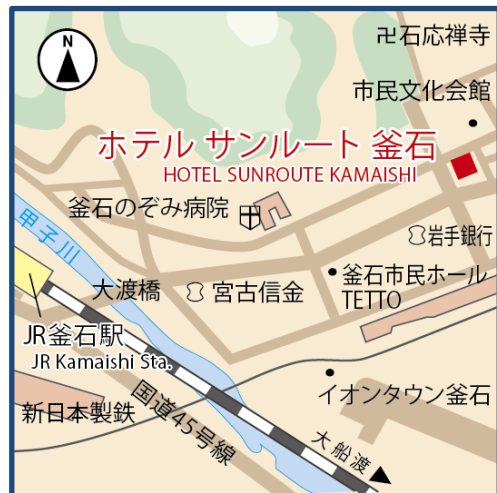 N
卍石応禅寺
市民文化会館
ホテル サンルート 釜石
HOTEL SUNROUTE KAMAISHI
釜石のぞみ病院
甲子川
岩手銀行
大渡橋
宮古信金
釜石市民ホール
TETTO
JR釜石駅
JR Kamaishi Sta.
イオンタウン釜石
新日本製鉄
国道45号線
大船渡